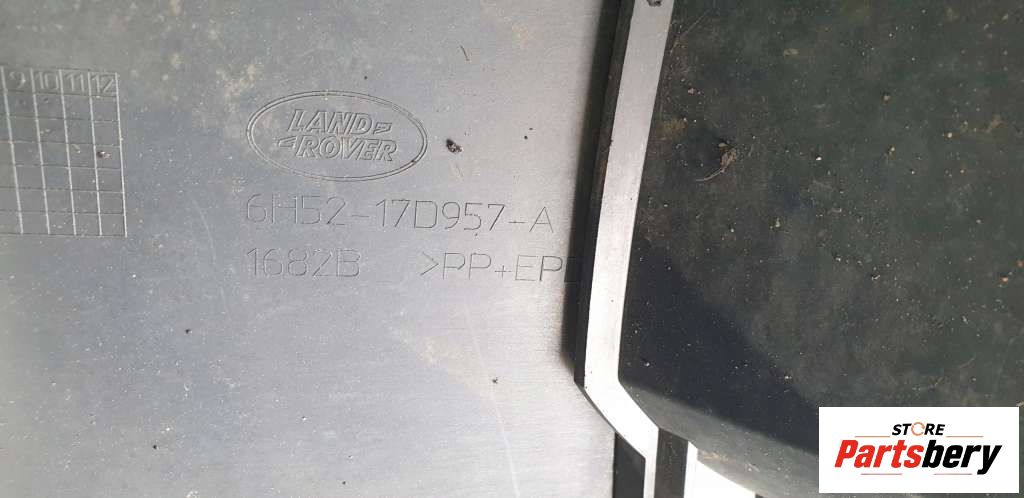 9 10 11 12
LAND-
-ROVER
6H52-17D957-A
1682B >PP+EPD
STORE
Partsbery